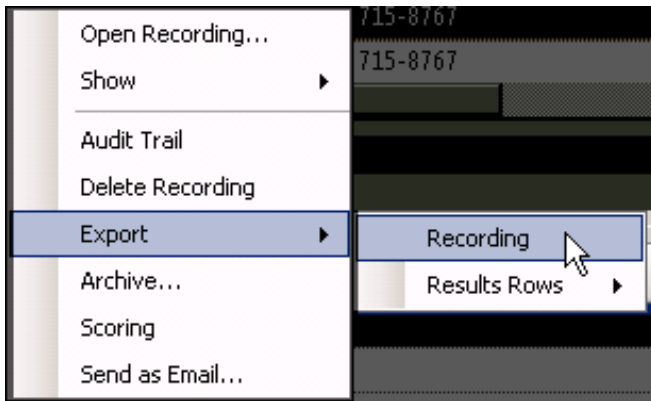 715-8767
715-8767
Open Recording...
Show
Audit Trail
Delete Recording
Export
Archive...
Scoring
Send as Email...
Recording
Results Rows